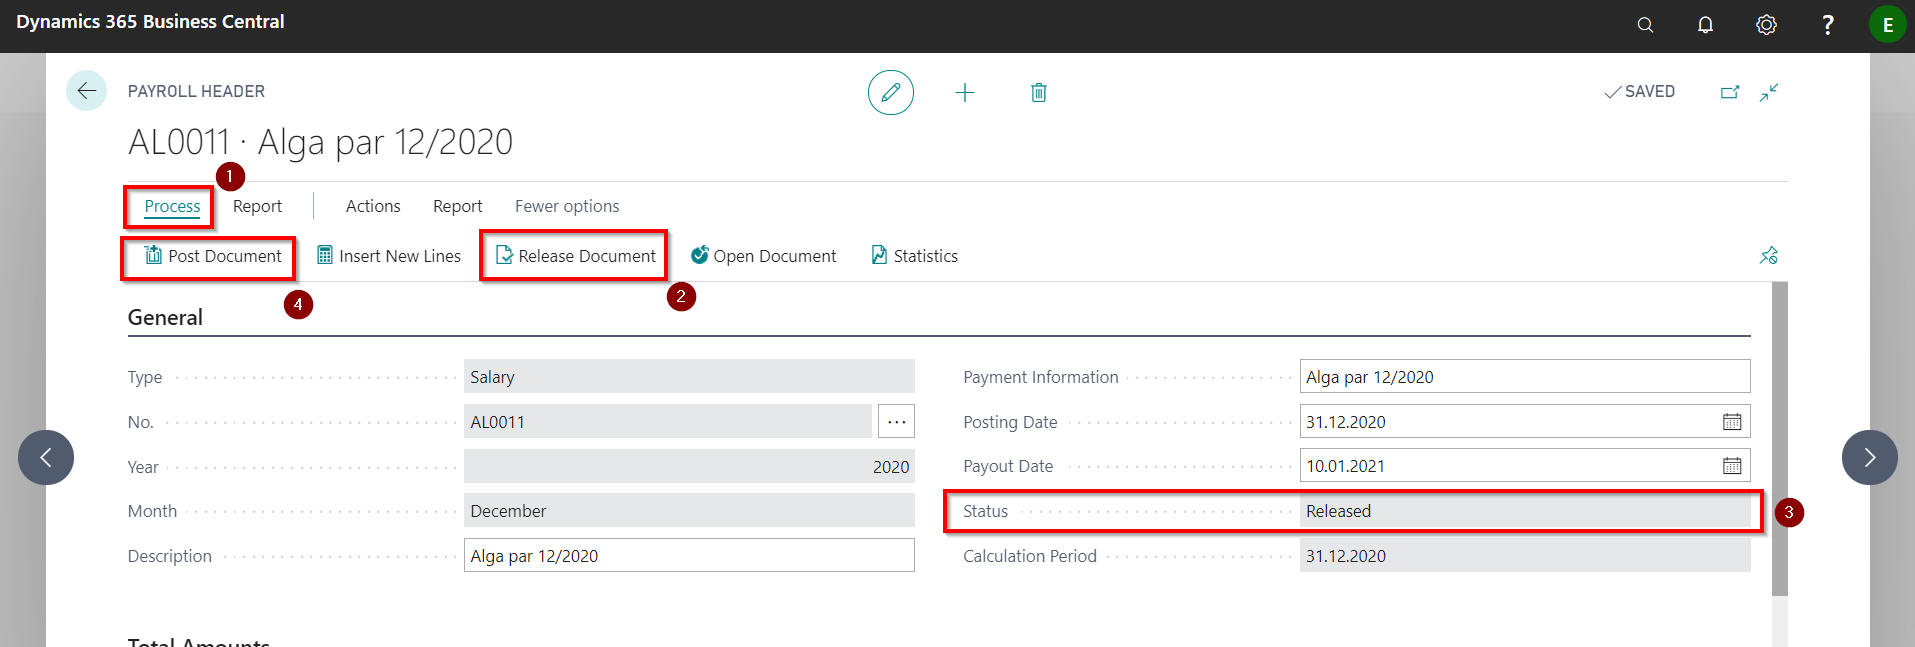 Dynamics 365 Business Central
?
E
PAYROLL HEADER
SAVED
AL0011 · Alga par 12/2020
1
Process Report Actions Report Fewer options
Post Document Insert New Lines Release Document Open Document Statistics
4
2
General
Type Salary
Payment Information Alga par 12/2020
No. AL0011 ...
Posting Date 31.12.2020
Year 2020
Payout Date 10.01.2021
Month December
Status Released
3
Description Alga par 12/2020
Calculation Period 31.12.2020
Total Amounts